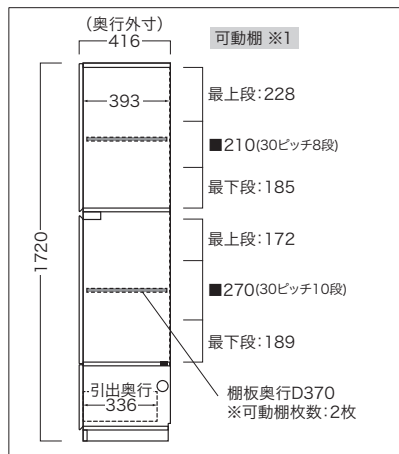 (奥行外寸)
416
可動棚 ※1
393
最上段:228
■210(30ピッチ8段)
最下段:185
1720
最上段:172
■270(30ピッチ10段)
最下段:189
引出奥行
336
棚板奥行D370
※可動棚枚数:2枚